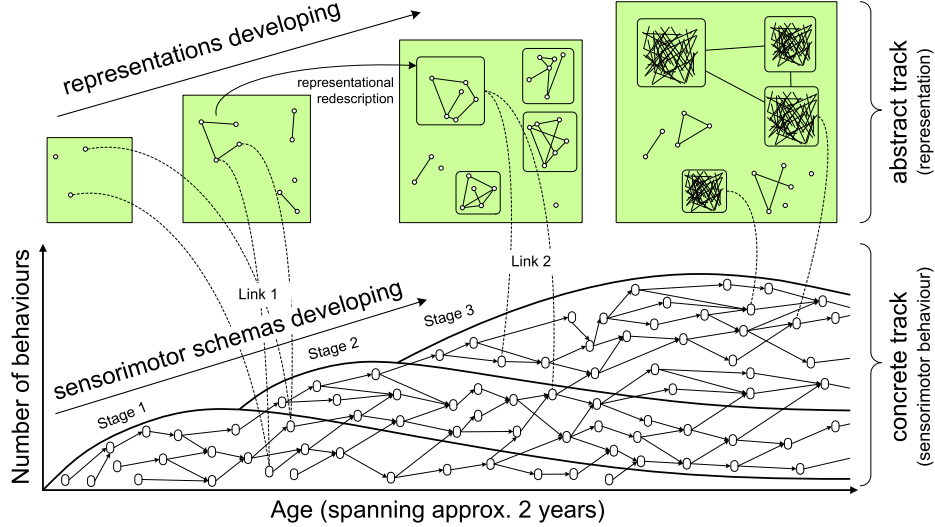 representations developing
representational
redescription
abstract track
(representation)
Link 1
Link 2
sensorimotor schemas developing
Stage 1
Stage 2
Stage 3
Number of behaviours
concrete track
(sensorimotor behaviour)
Age (spanning approx. 2 years)